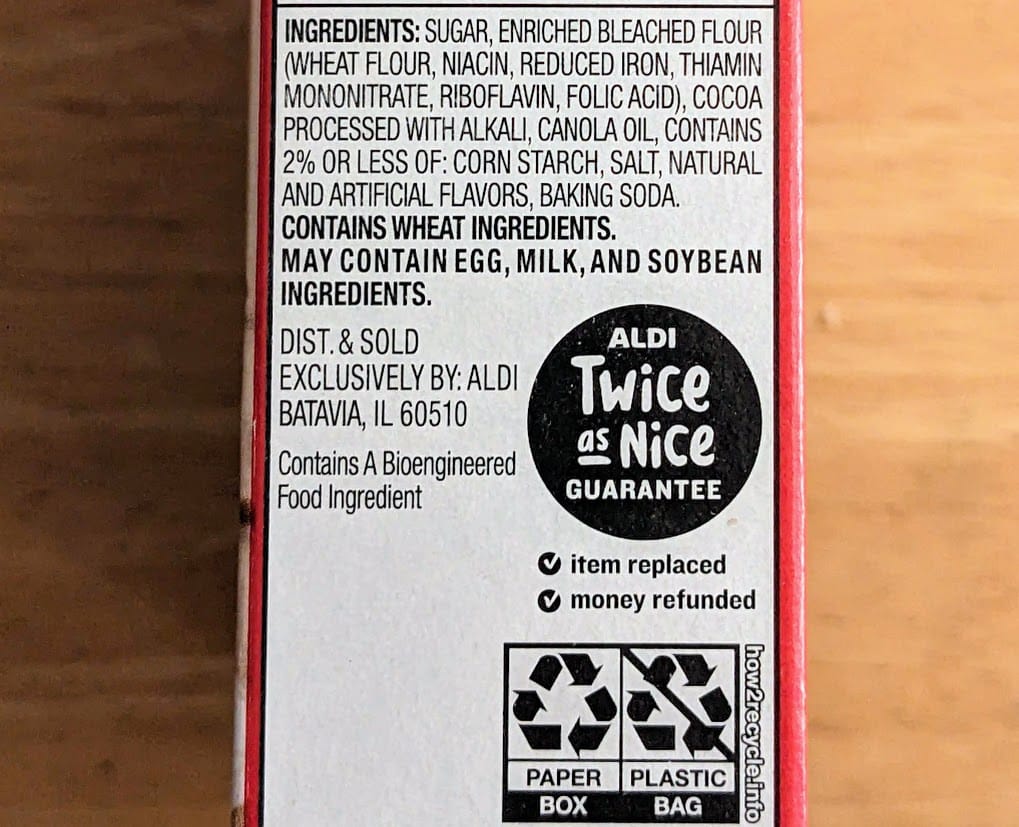 INGREDIENTS: SUGAR, ENRICHED BLEACHED FLOUR
(WHEAT FLOUR, NIACIN, REDUCED IRON, THIAMIN
MONONITRATE, RIBOFLAVIN, FOLIC ACID), COCOA
PROCESSED WITH ALKALI, CANOLA OIL, CONTAINS
2% OR LESS OF: CORN STARCH, SALT, NATURAL
AND ARTIFICIAL FLAVORS, BAKING SODA.
CONTAINS WHEAT INGREDIENTS.
MAY CONTAIN EGG, MILK, AND SOYBEAN
INGREDIENTS.
DIST. & SOLD
EXCLUSIVELY BY: ALDI
BATAVIA, IL 60510
Contains A Bioengineered
Food Ingredient
ALDI
Twice
as Nice
GUARANTEE
item replaced
money refunded
PAPER
BOX
PLASTIC
BAG
how2recycle.info